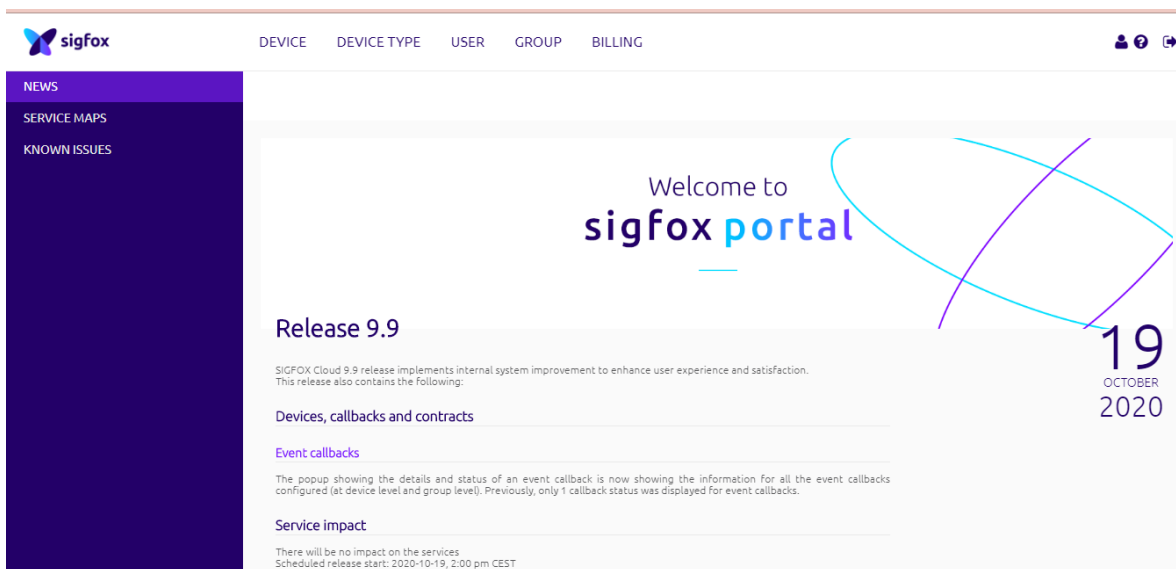 sigfox
DEVICE DEVICE TYPE USER GROUP BILLING
NEWS
SERVICE MAPS
KNOWN ISSUES
Welcome to
sigfox portal
Release 9.9
19
OCTOBER
2020
SIGFOX Cloud 9.9 release implements internal system improvement to enhance user experience and satisfaction.
This release also contains the following:
Devices, callbacks and contracts
Event callbacks
The popup showing the details and status of an event callback is now showing the information for all the event callbacks
configured (at device level and group level). Previously, only 1 callback status was displayed for event callbacks.
Service impact
There will be no impact on the services
Scheduled release start: 2020-10-19, 2:00 pm CEST